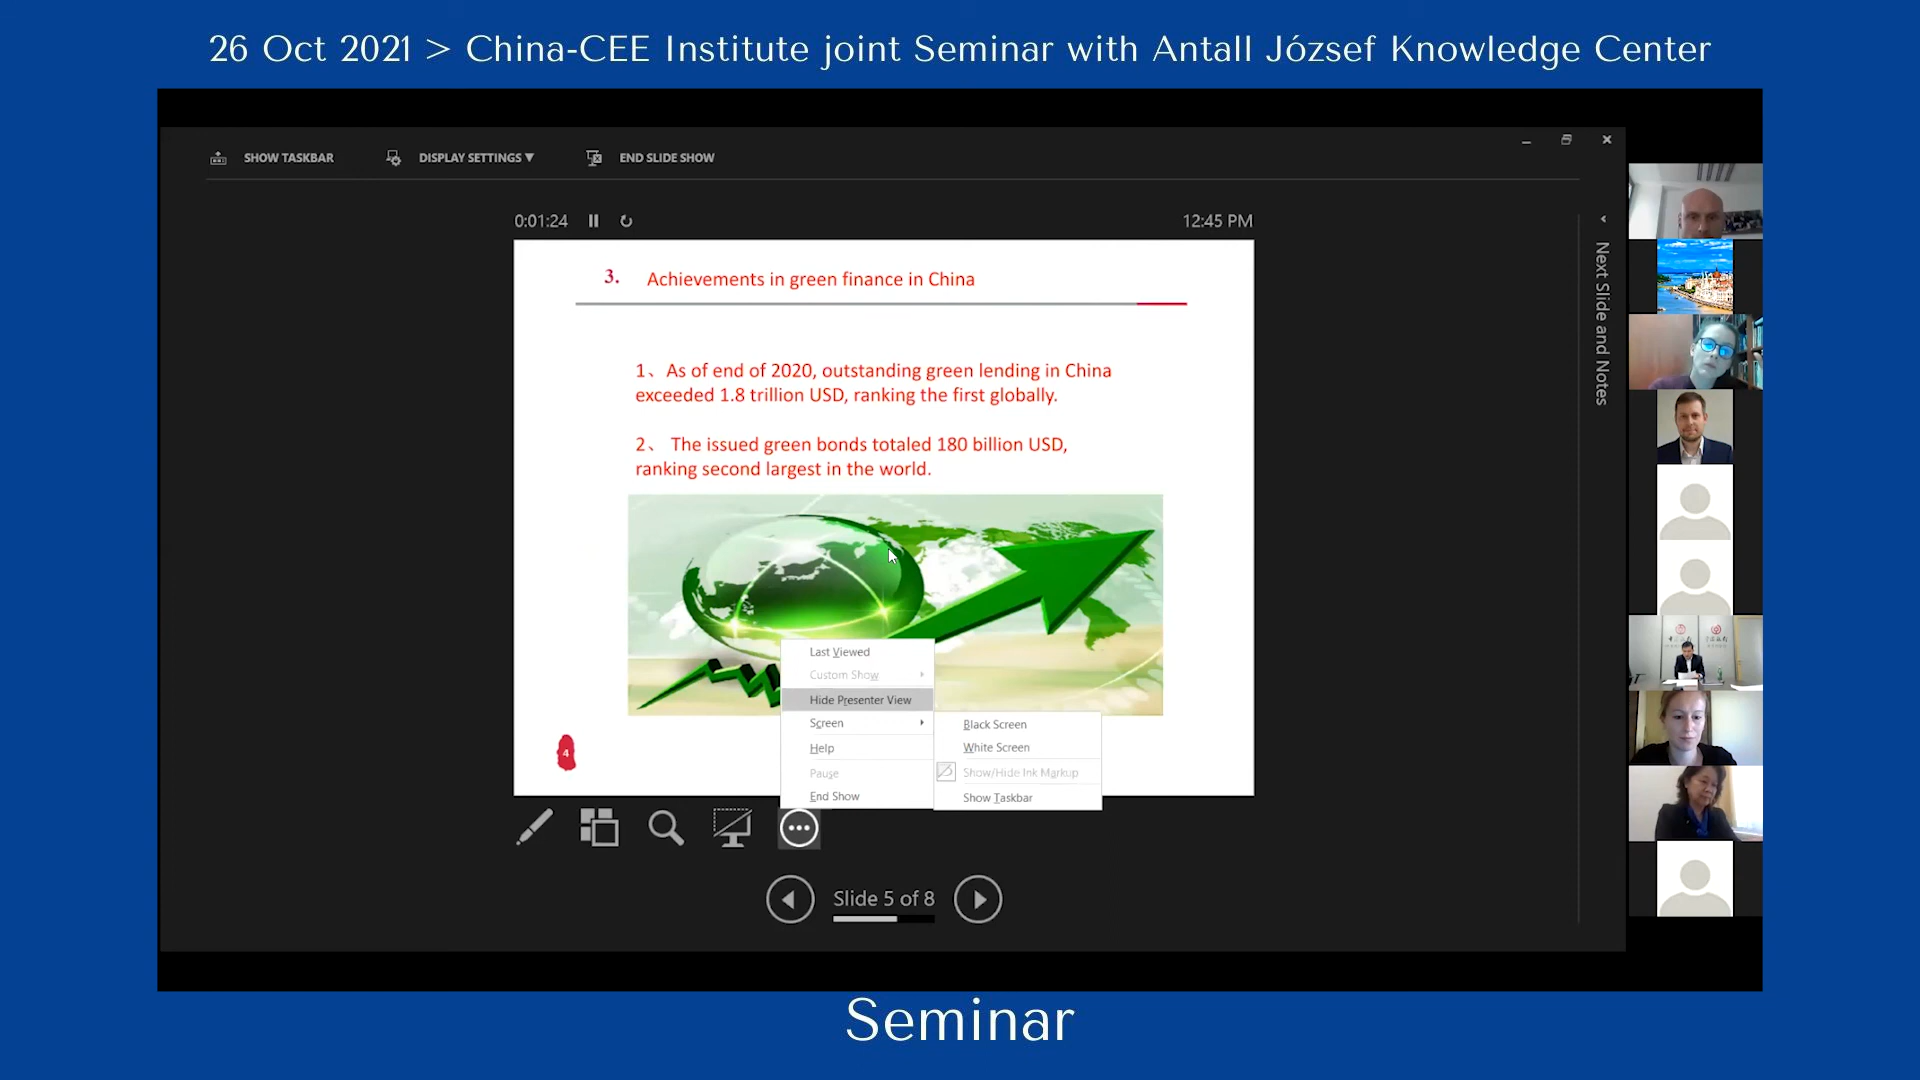 26 Oct 2021 > China-CEE Institute joint Seminar with Antall József Knowledge Center
SHOW TASKBAR
DISPLAY SETTINGS ▼
END SLIDE SHOW
0:01:24
12:45 PM
Next Slide and Notes
3. Achievements in green finance in China
1、As of end of 2020, outstanding green lending in China
exceeded 1.8 trillion USD, ranking the first globally.
2、 The issued green bonds totaled 180 billion USD,
ranking second largest in the world.
4
Last Viewed
Custom Show
Hide Presenter View
Screen
Help
Pause
End Show
Black Screen
White Screen
Show/Hide Ink Markup
Show Taskbar
Slide 5 of 8
Seminar